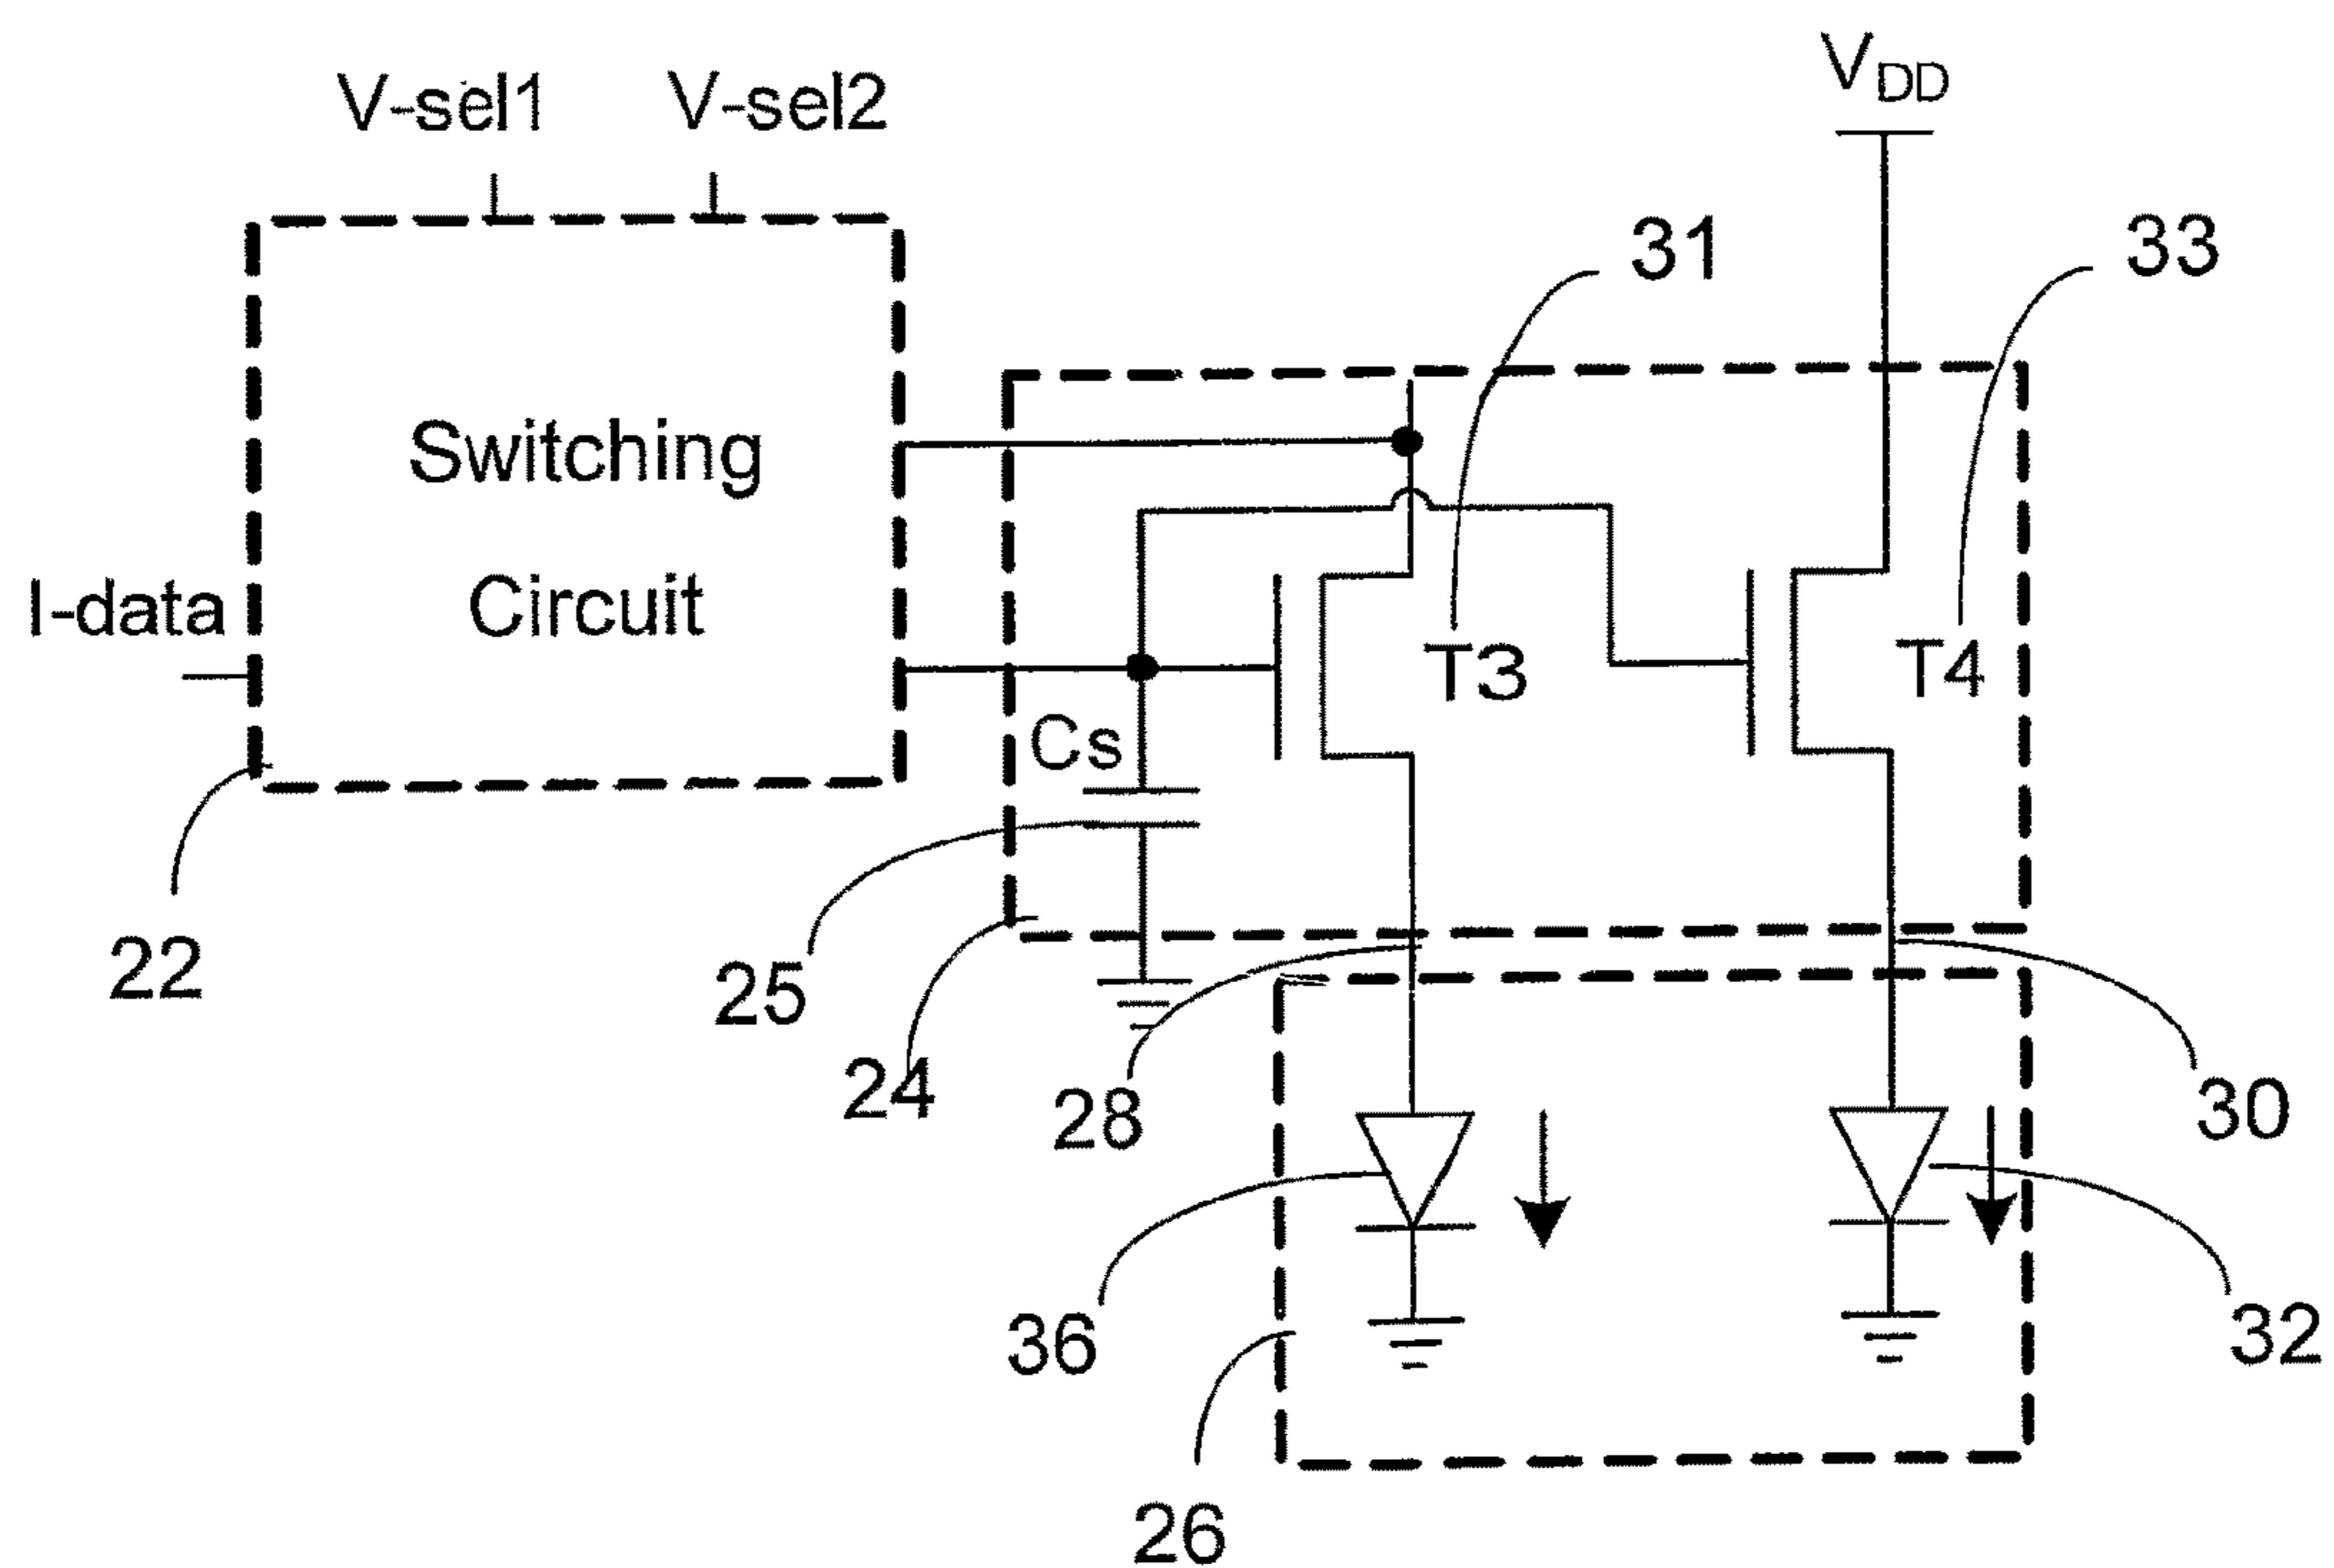 V-sel1
V-sel2
VDD
31
33
Switching
Circuit
I-data
T3
T4
Cs
22
25
24
28
30
36
32
26